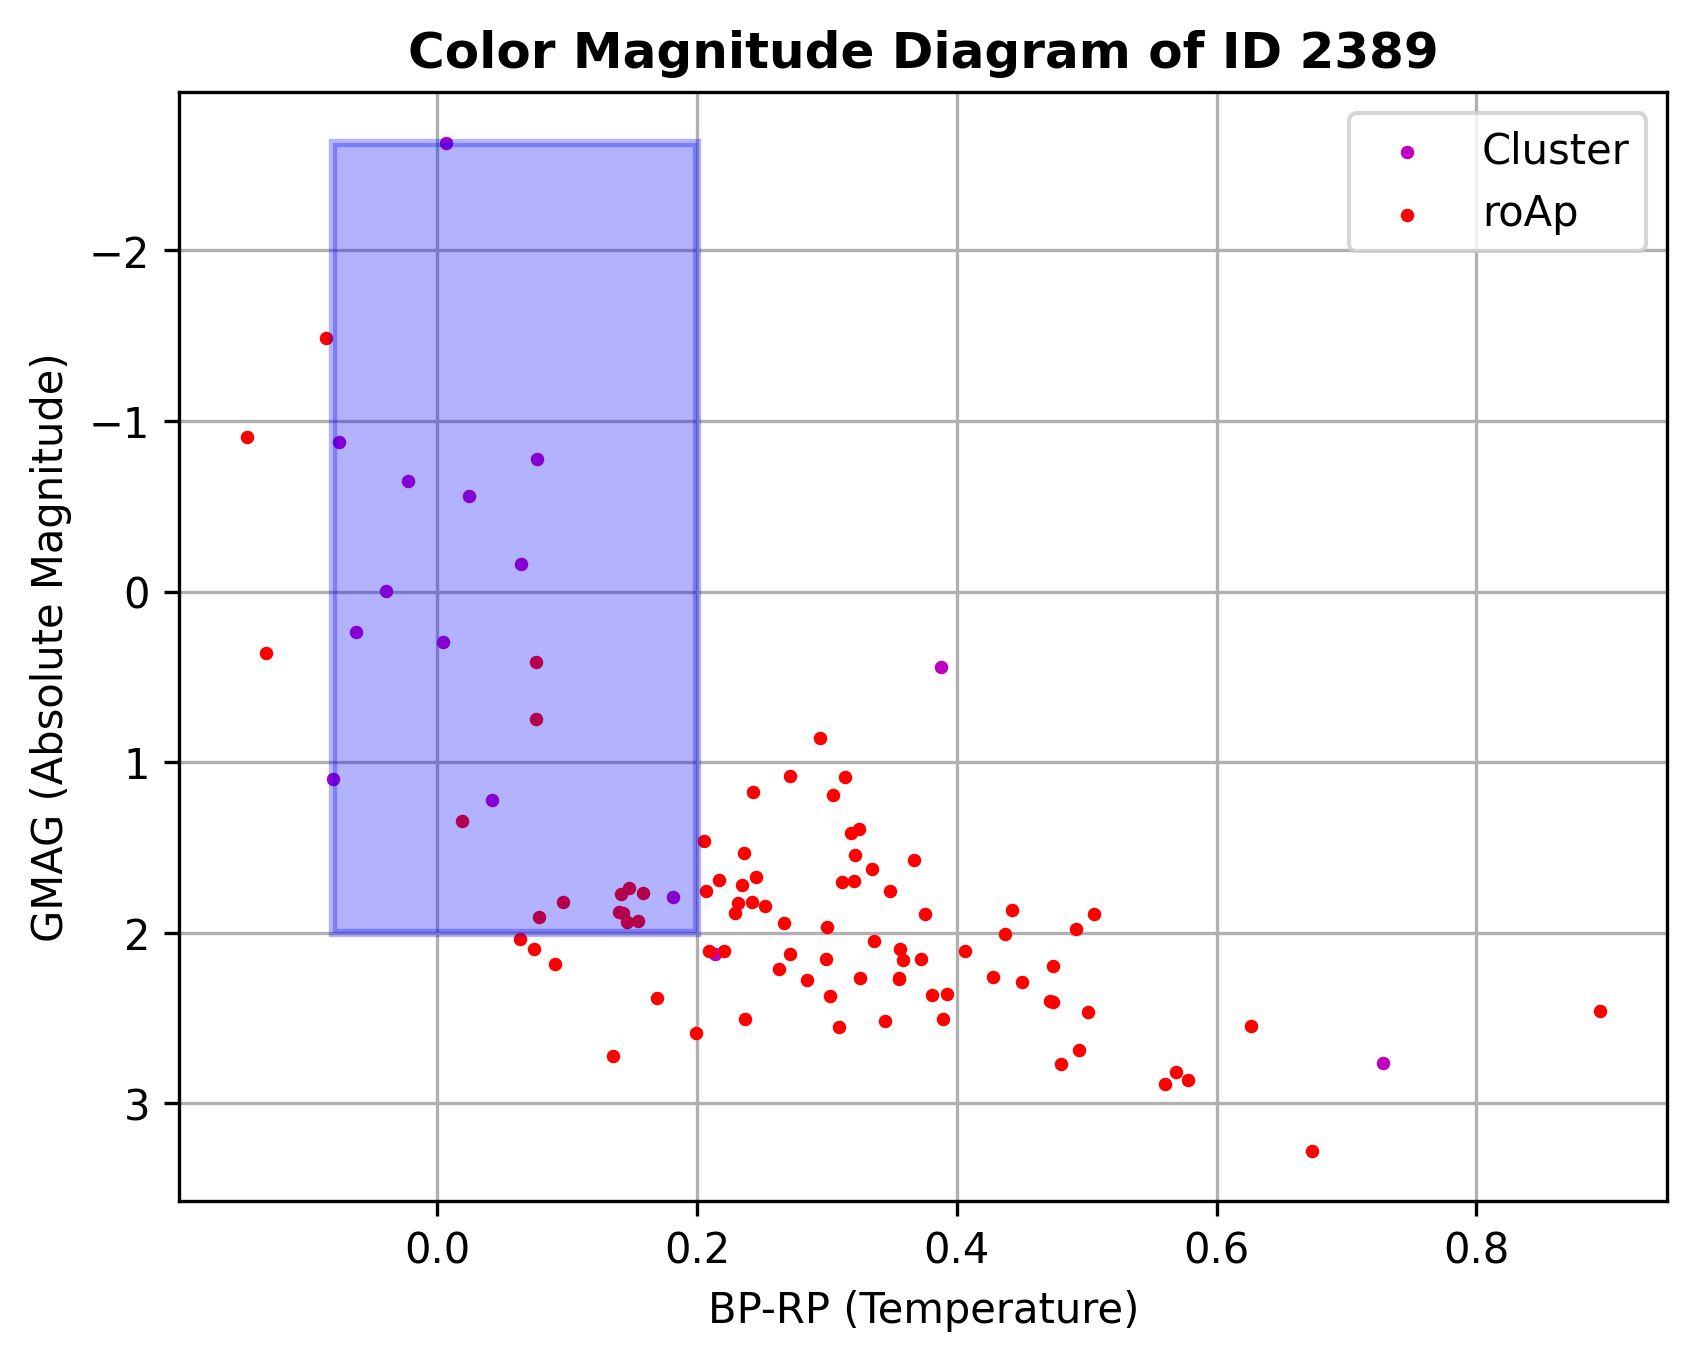 Color Magnitude Diagram of ID 2389
Cluster
roAp
GMAG (Absolute Magnitude)
−2
−1
0
1
2
3
0.0 0.2 0.4 0.6 0.8
BP-RP (Temperature)